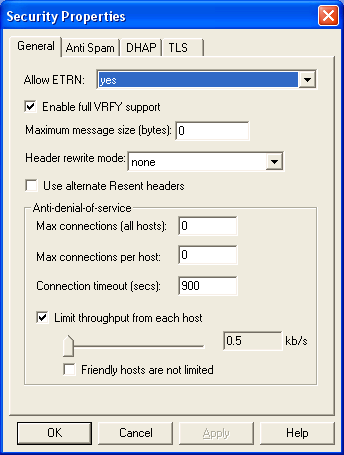 Security Properties
General Anti Spam DHAP TLS
Allow ETRN: yes
Enable full VRFY support
Maximum message size (bytes): 0
Header rewrite mode: none
Use alternate Resent headers
Anti-denial-of-service
Max connections (all hosts): 0
Max connections per host: 0
Connection timeout (secs): 900
Limit throughput from each host
0.5 kb/s
Friendly hosts are not limited
OK Cancel Apply Help